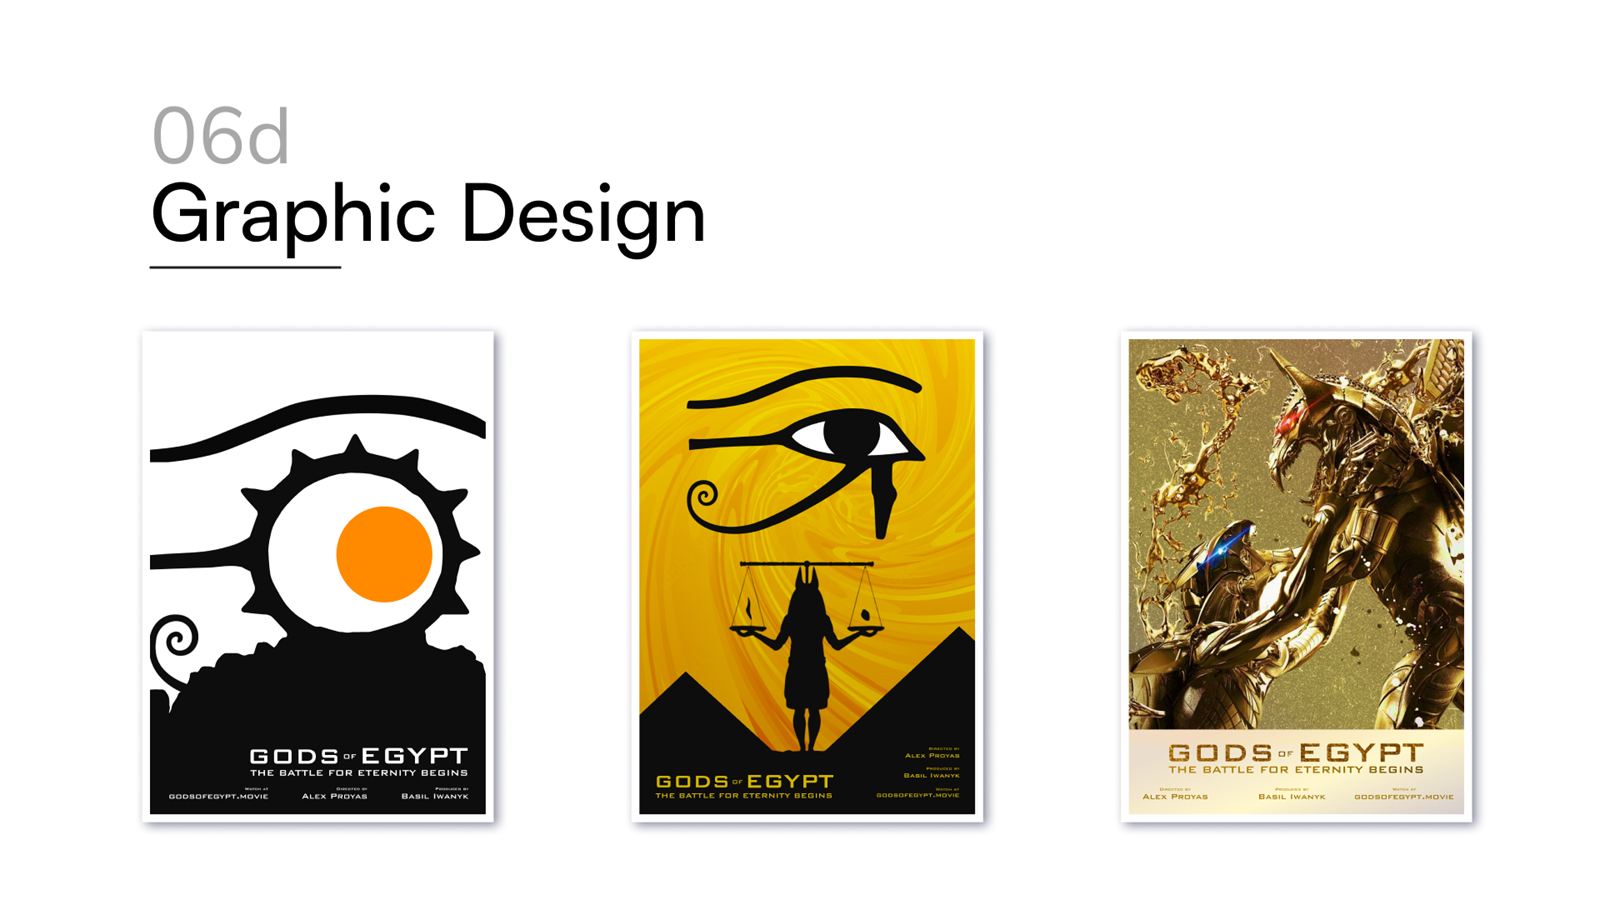 06d
Graphic Design
GODS OF EGYPT
THE BATTLE FOR ETERNITY BEGINS
WATCH AT
GODSOFEGYPT.MOVIE
DIRECTED BY
ALEX PROYAS
PRODUCED BY
BASIL IWANYK
GODS OF EGYPT
THE BATTLE FOR ETERNITY BEGINS
DIRECTED BY
ALEX PROYAS
PRODUCED BY
BASIL IWANYK
WATCH AT
GODSOFEGYPT.MOVIE
GODS OF EGYPT
THE BATTLE FOR ETERNITY BEGINS
DIRECTED BY
ALEX PROYAS
PRODUCED BY
BASIL IWANYK
WATCH AT
GODSOFEGYPT.MOVIE